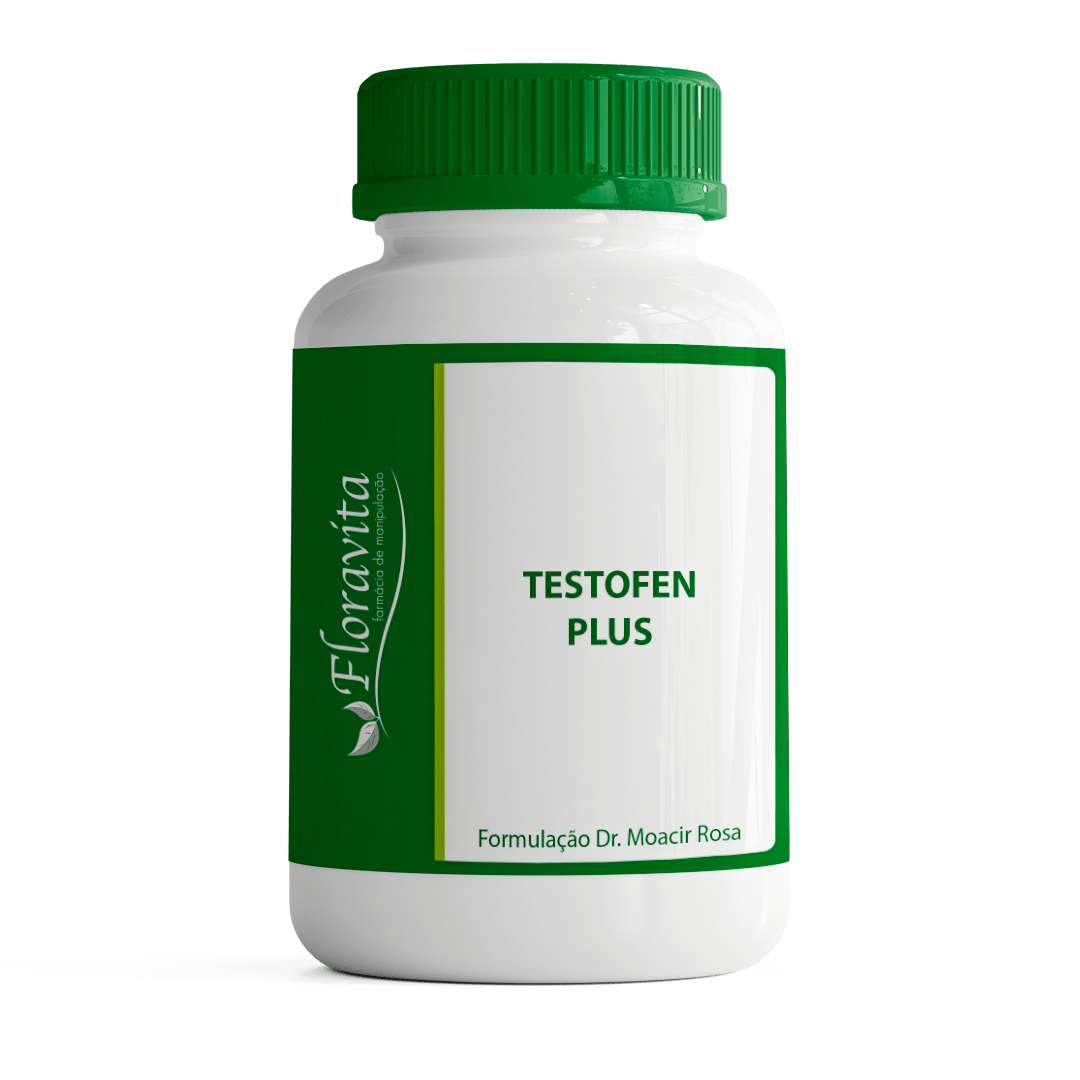 Floravita
farmácia de manipulação
TESTOFEN
PLUS
Formulação Dr. Moacir Rosa